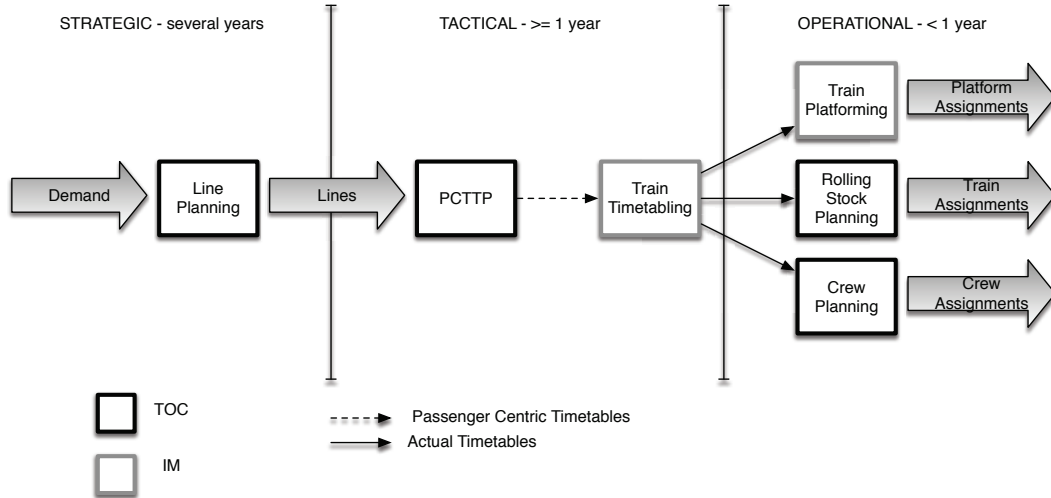 STRATEGIC - several years
TACTICAL - >= 1 year
OPERATIONAL - < 1 year
Demand
Line
Planning
Lines
PCTTP
Train
Timetabling
Train
Platforming
Platform
Assignments
Rolling
Stock
Planning
Train
Assignments
Crew
Planning
Crew
Assignments
TOC
IM
Passenger Centric Timetables
Actual Timetables